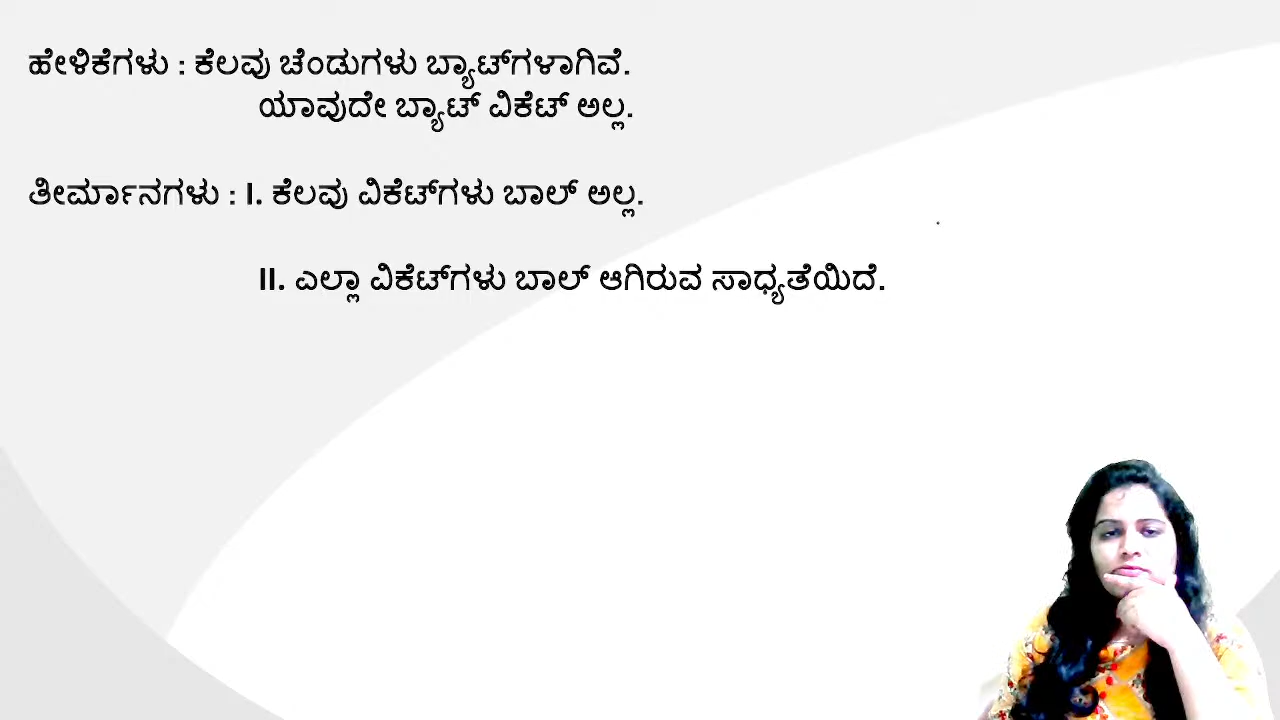 ಹೇಳಿಕೆಗಳು : ಕೆಲವು ಚೆಂಡುಗಳು ಬ್ಯಾಟ್‌ಗಳಾಗಿವೆ.
ಯಾವುದೇ ಬ್ಯಾಟ್ ವಿಕೆಟ್ ಅಲ್ಲ.
ತೀರ್ಮಾನಗಳು : I. ಕೆಲವು ವಿಕೆಟ್‌ಗಳು ಬಾಲ್ ಅಲ್ಲ.
II. ಎಲ್ಲಾ ವಿಕೆಟ್‌ಗಳು ಬಾಲ್ ಆಗಿರುವ ಸಾಧ್ಯತೆಯಿದೆ.